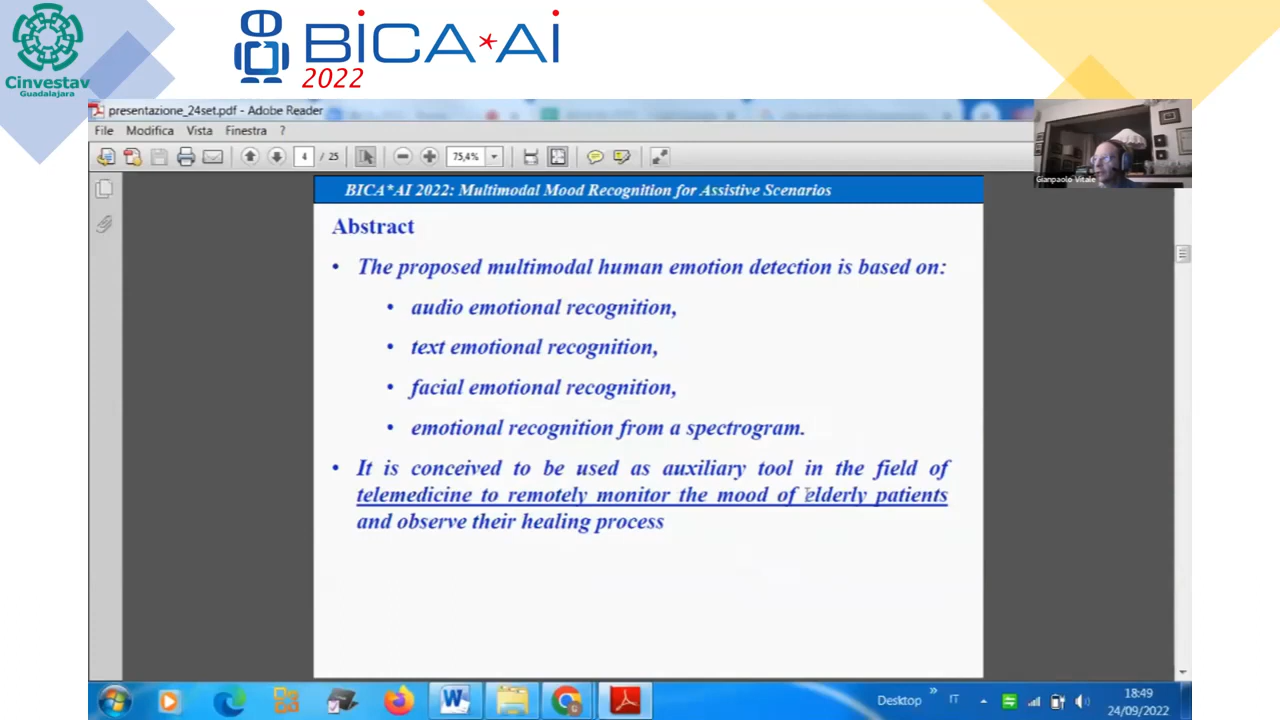 Cinvestav
Guadalajara
BiCA*Ai
2022
presentazione_24set.pdf - Adobe Reader
File Modifica Vista Finestra ?
4 / 25 75,4%
Gianpaolo Vitale
BICA*AI 2022: Multimodal Mood Recognition for Assistive Scenarios
Abstract
• The proposed multimodal human emotion detection is based on:
• audio emotional recognition,
• text emotional recognition,
• facial emotional recognition,
• emotional recognition from a spectrogram.
• It is conceived to be used as auxiliary tool in the field of
telemedicine to remotely monitor the mood of elderly patients
and observe their healing process
Desktop » IT 18:49
24/09/2022